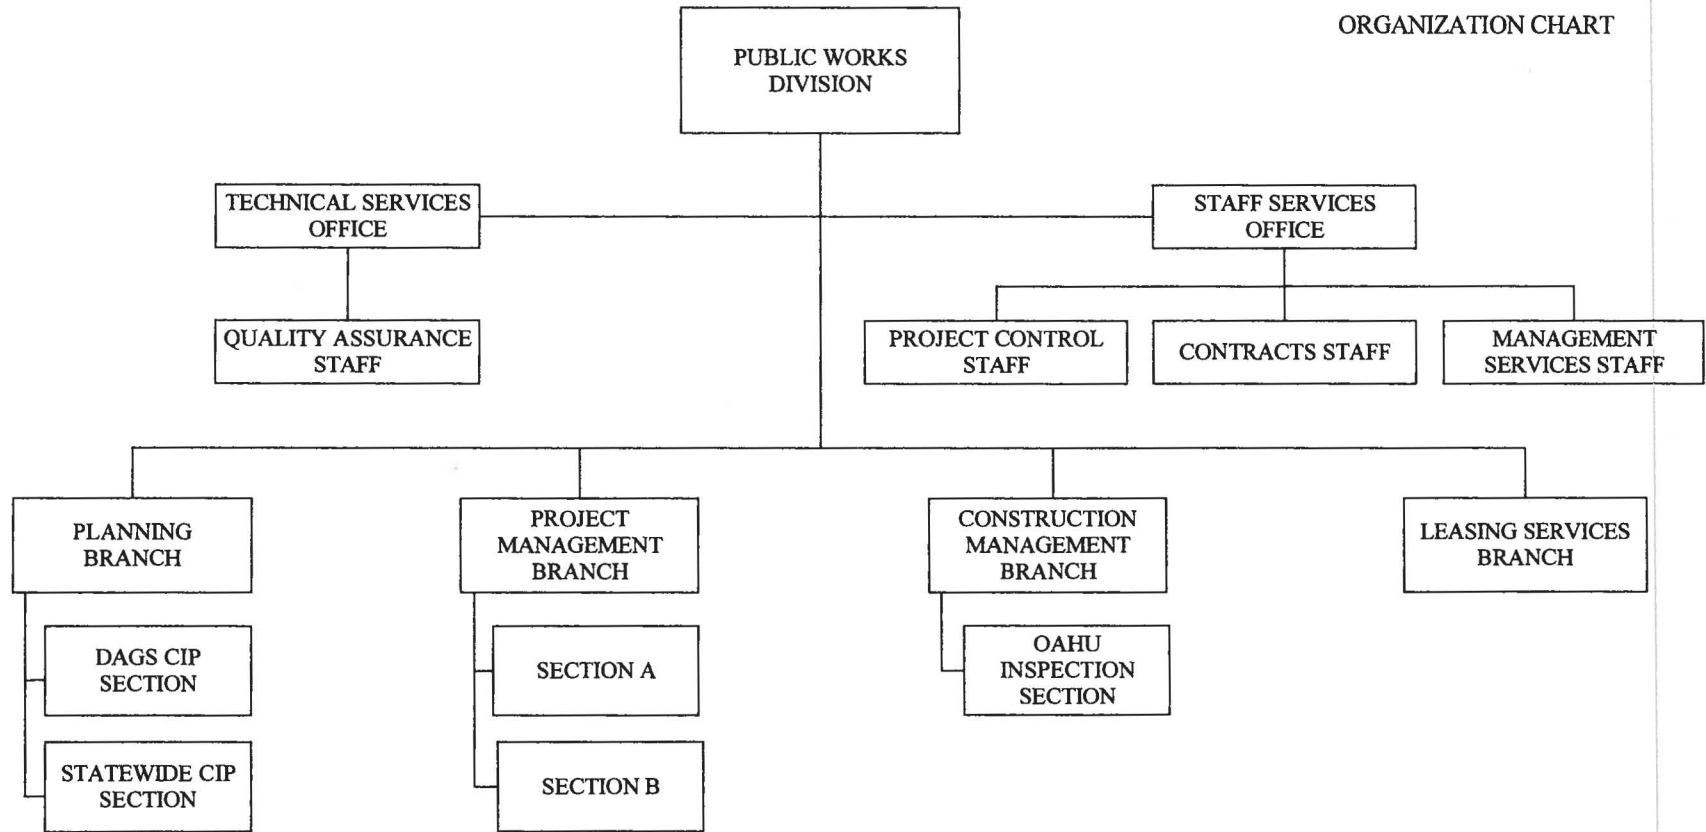 ORGANIZATION CHART
PUBLIC WORKS
DIVISION
TECHNICAL SERVICES
OFFICE
STAFF SERVICES
OFFICE
QUALITY ASSURANCE
STAFF
PROJECT CONTROL
STAFF
CONTRACTS STAFF
MANAGEMENT
SERVICES STAFF
PLANNING
BRANCH
PROJECT
MANAGEMENT
BRANCH
CONSTRUCTION
MANAGEMENT
BRANCH
LEASING SERVICES
BRANCH
DAGS CIP
SECTION
SECTION A
OAHU
INSPECTION
SECTION
STATEWIDE CIP
SECTION
SECTION B